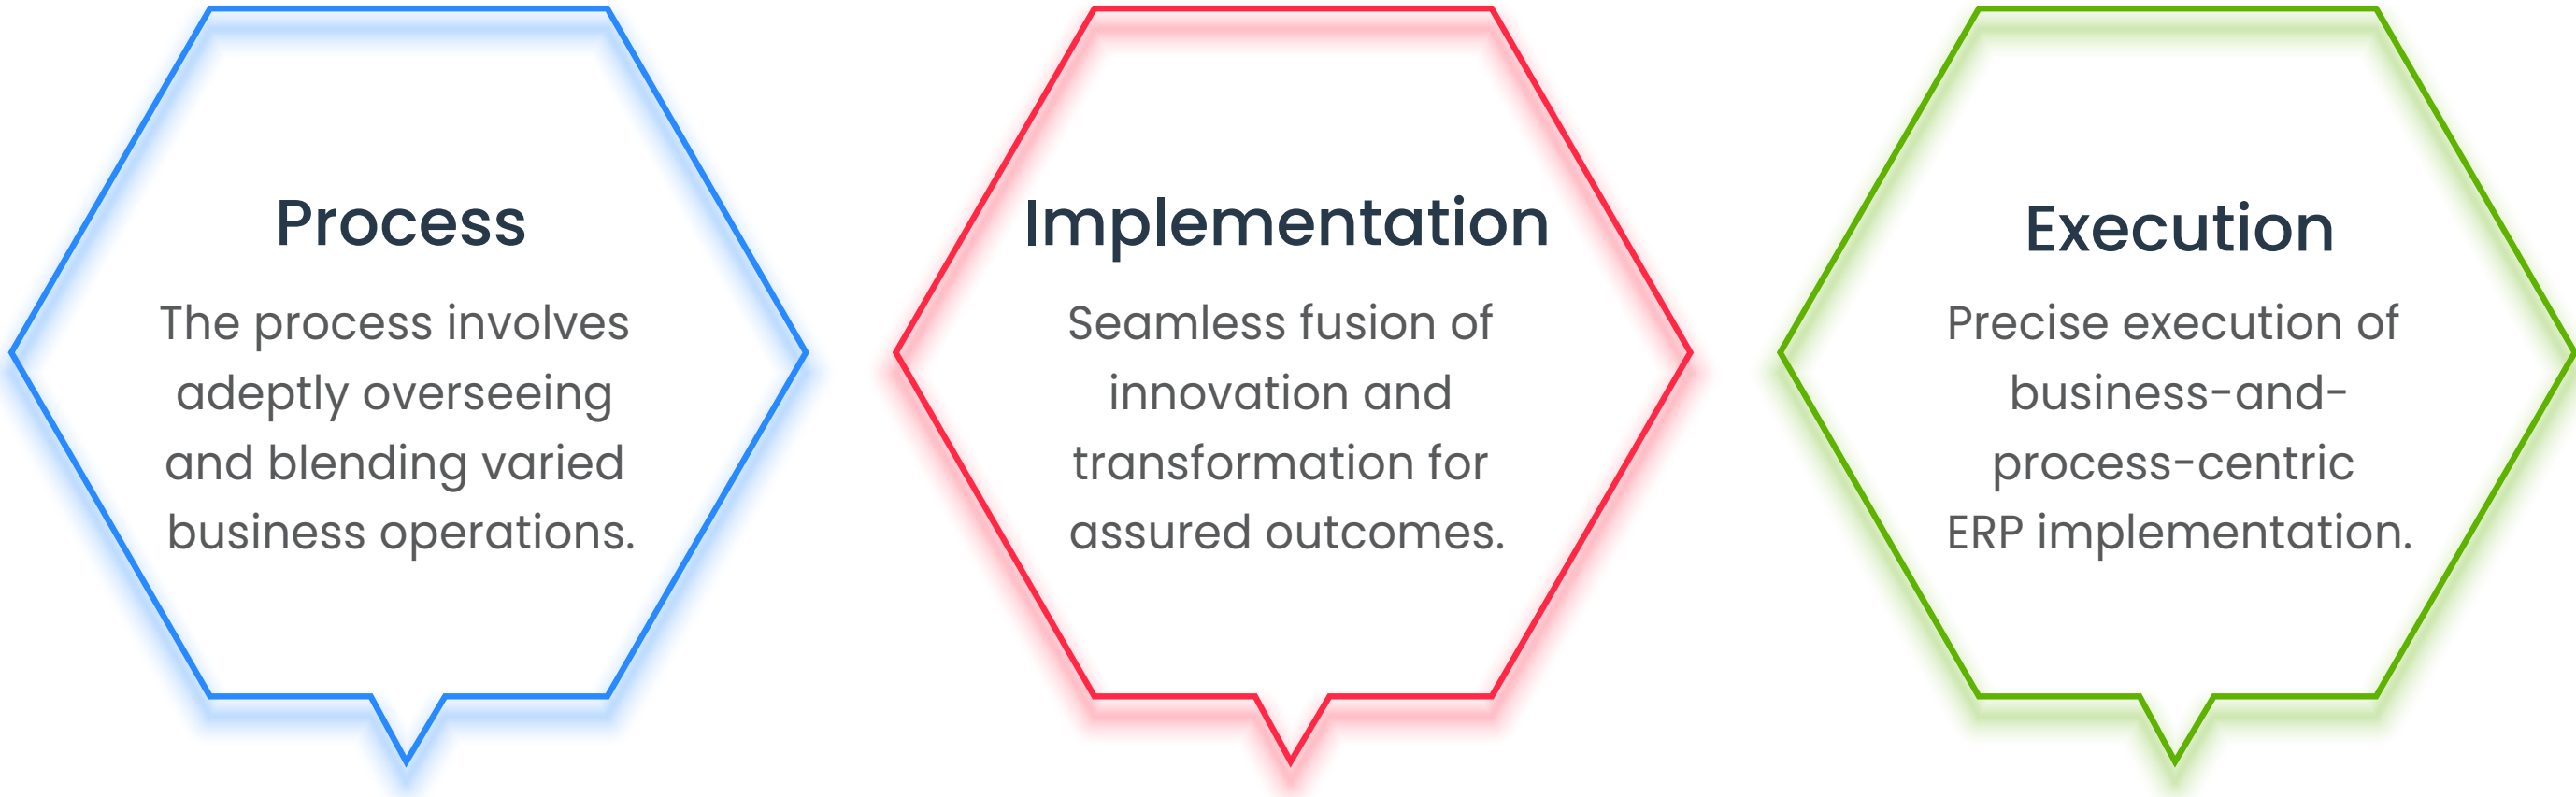 Process
The process involves
adeptly overseeing
and blending varied
business operations.
Implementation
Seamless fusion of
innovation and
transformation for
assured outcomes.
Execution
Precise execution of
business-and-
process-centric
ERP implementation.